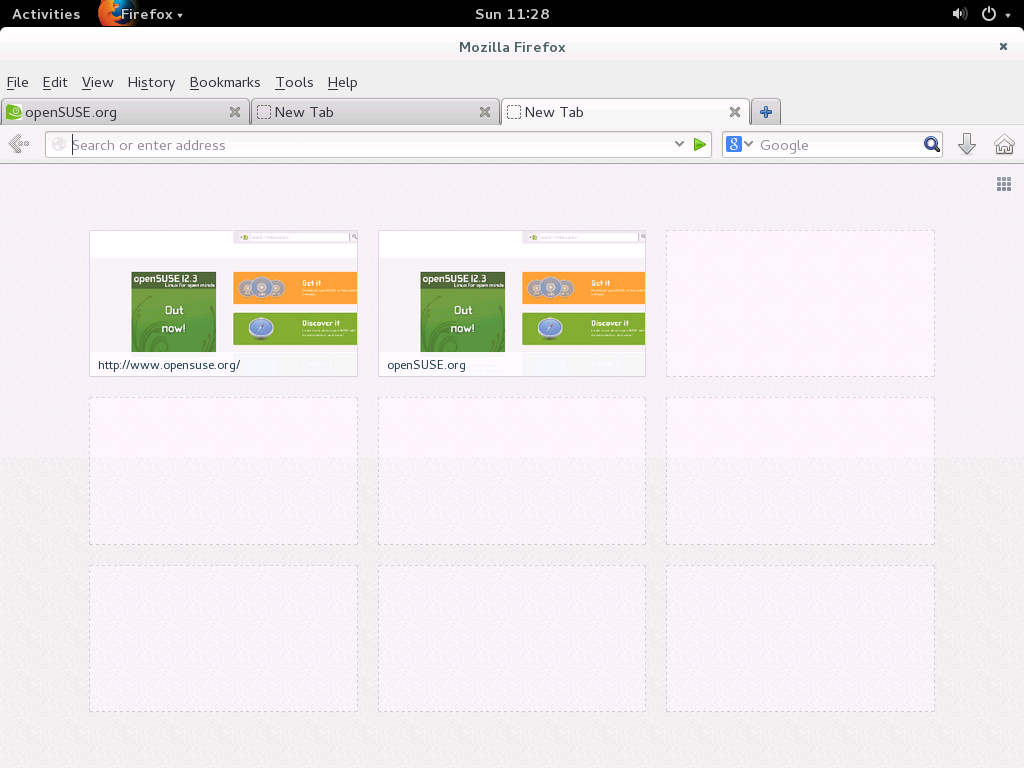 Activities Firefox Sun 11:28
Mozilla Firefox
File Edit View History Bookmarks Tools Help
openSUSE.org New Tab New Tab
Search or enter address Google
openSUSE 12.3
Linux for open minds
Out
now!
Get it
Discover it
http://www.opensuse.org/
openSUSE 12.3
Linux for open minds
Out
now!
Get it
Discover it
openSUSE.org